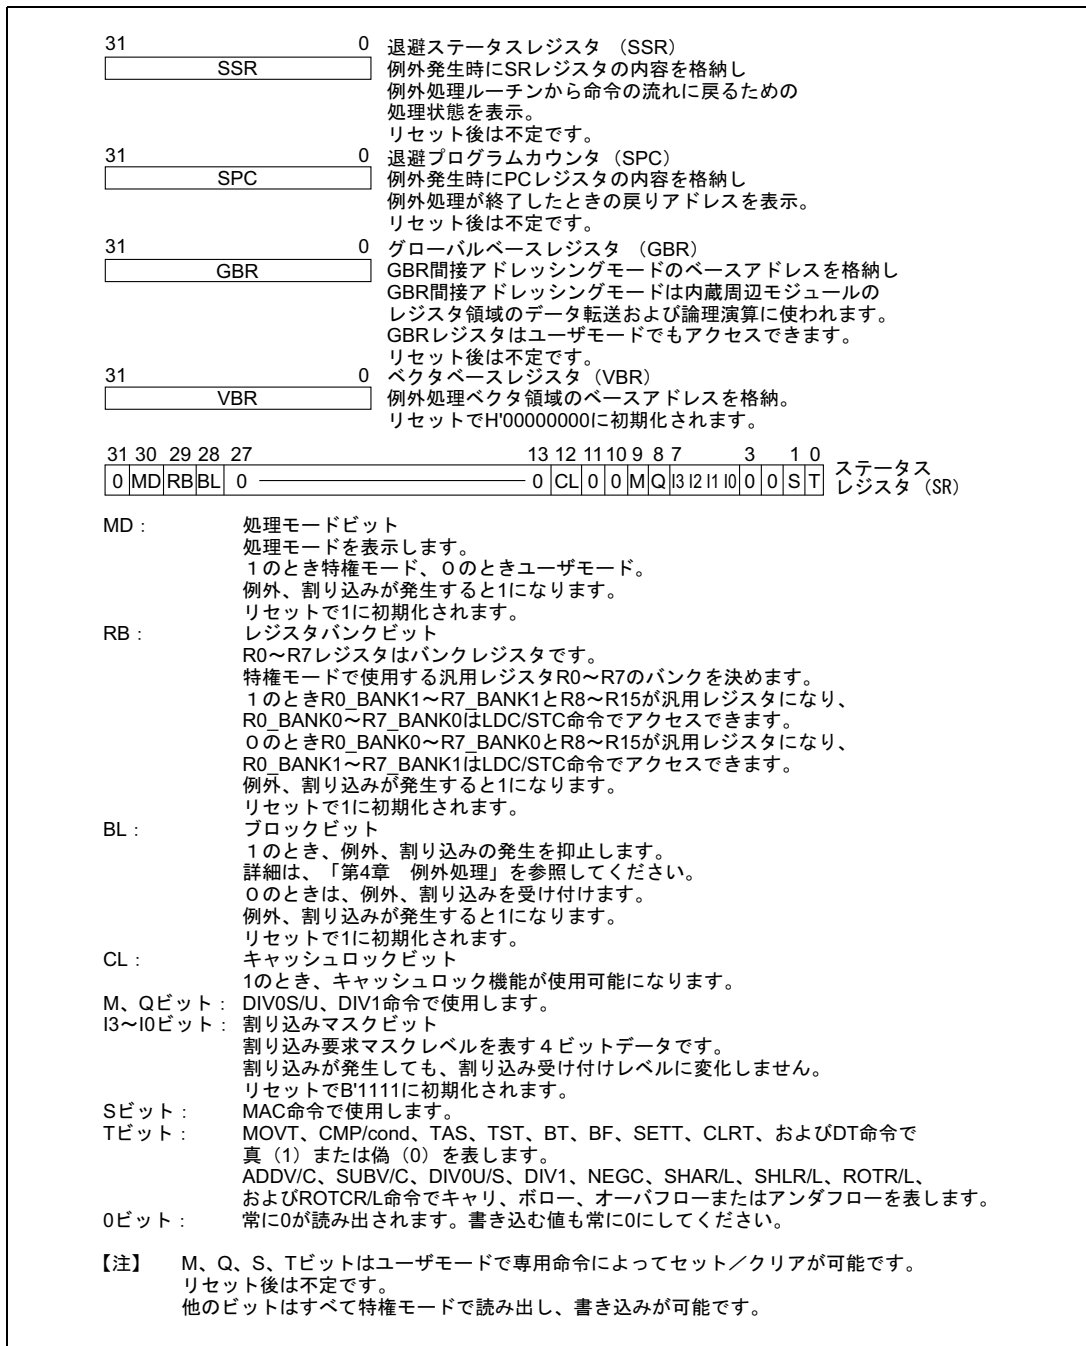 31 0 退避ステータスレジスタ （SSR）
SSR 例外発生時にSRレジスタの内容を格納し
例外処理ルーチンから命令の流れに戻るための
処理状態を表示。
リセット後は不定です。
31 0 退避プログラムカウンタ（SPC）
SPC 例外発生時にPCレジスタの内容を格納し
例外処理が終了したときの戻りアドレスを表示。
リセット後は不定です。
31 0 グローバルベースレジスタ （GBR）
GBR GBR間接アドレッシングモードのベースアドレスを格納し
GBR間接アドレッシングモードは内蔵周辺モジュールの
レジスタ領域のデータ転送および論理演算に使われます。
GBRレジスタはユーザモードでもアクセスできます。
リセット後は不定です。
31 0 ベクタベースレジスタ（VBR）
VBR 例外処理ベクタ領域のベースアドレスを格納。
リセットでH'00000000に初期化されます。
31 30 29 28 27 13 12 11 10 9 8 7 3 1 0
0 MD RB BL 0 0 CL 0 0 M Q I3 I2 I1 I0 0 0 S T ステータス
レジスタ（SR）
MD： 処理モードビット
処理モードを表示します。
１のとき特権モード、０のときユーザモード。
例外、割り込みが発生すると1になります。
リセットで1に初期化されます。
RB： レジスタバンクビット
R0～R7レジスタはバンクレジスタです。
特権モードで使用する汎用レジスタR0～R7のバンクを決めます。
１のときR0_BANK1～R7_BANK1とR8～R15が汎用レジスタになり、
R0_BANK0～R7_BANK0はLDC/STC命令でアクセスできます。
０のときR0_BANK0～R7_BANK0とR8～R15が汎用レジスタになり、
R0_BANK1～R7_BANK1はLDC/STC命令でアクセスできます。
例外、割り込みが発生すると1になります。
リセットで1に初期化されます。
BL： ブロックビット
１のとき、例外、割り込みの発生を抑止します。
詳細は、「第4章　例外処理」を参照してください。
０のときは、例外、割り込みを受け付けます。
例外、割り込みが発生すると1になります。
リセットで1に初期化されます。
CL： キャッシュロックビット
1のとき、キャッシュロック機能が使用可能になります。
M、Qビット： DIV0S/U、DIV1命令で使用します。
I3～I0ビット： 割り込みマスクビット
割り込み要求マスクレベルを表す４ビットデータです。
割り込みが発生しても、割り込み受け付けレベルに変化しません。
リセットでB'1111に初期化されます。
Sビット： MAC命令で使用します。
Tビット： MOVT、CMP/cond、TAS、TST、BT、BF、SETT、CLRT、およびDT命令で
真（1）または偽（0）を表します。
ADDV/C、SUBV/C、DIV0U/S、DIV1、NEGC、SHAR/L、SHLR/L、ROTR/L、
およびROTCR/L命令でキャリ、ボロー、オーバフローまたはアンダフローを表します。
0ビット： 常に0が読み出されます。書き込む値も常に0にしてください。
【注】 M、Q、S、Tビットはユーザモードで専用命令によってセット／クリアが可能です。
リセット後は不定です。
他のビットはすべて特権モードで読み出し、書き込みが可能です。